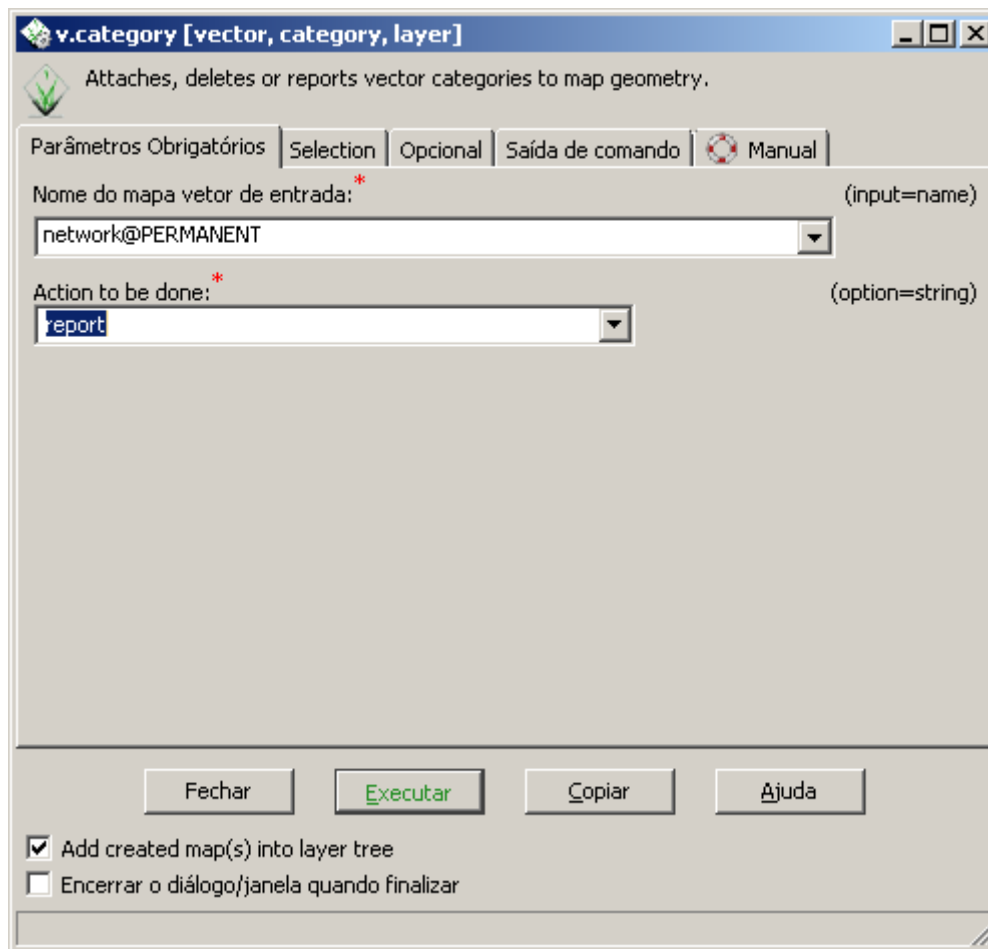 v.category [vector, category, layer]
Attaches, deletes or reports vector categories to map geometry.
Parâmetros Obrigatórios Selection Opcional Saída de comando Manual
Nome do mapa vetor de entrada:* (input=name)
network@PERMANENT
Action to be done:* (option=string)
report
Fechar Executar Copiar Ajuda
Add created map(s) into layer tree
Encerrar o diálogo/janela quando finalizar